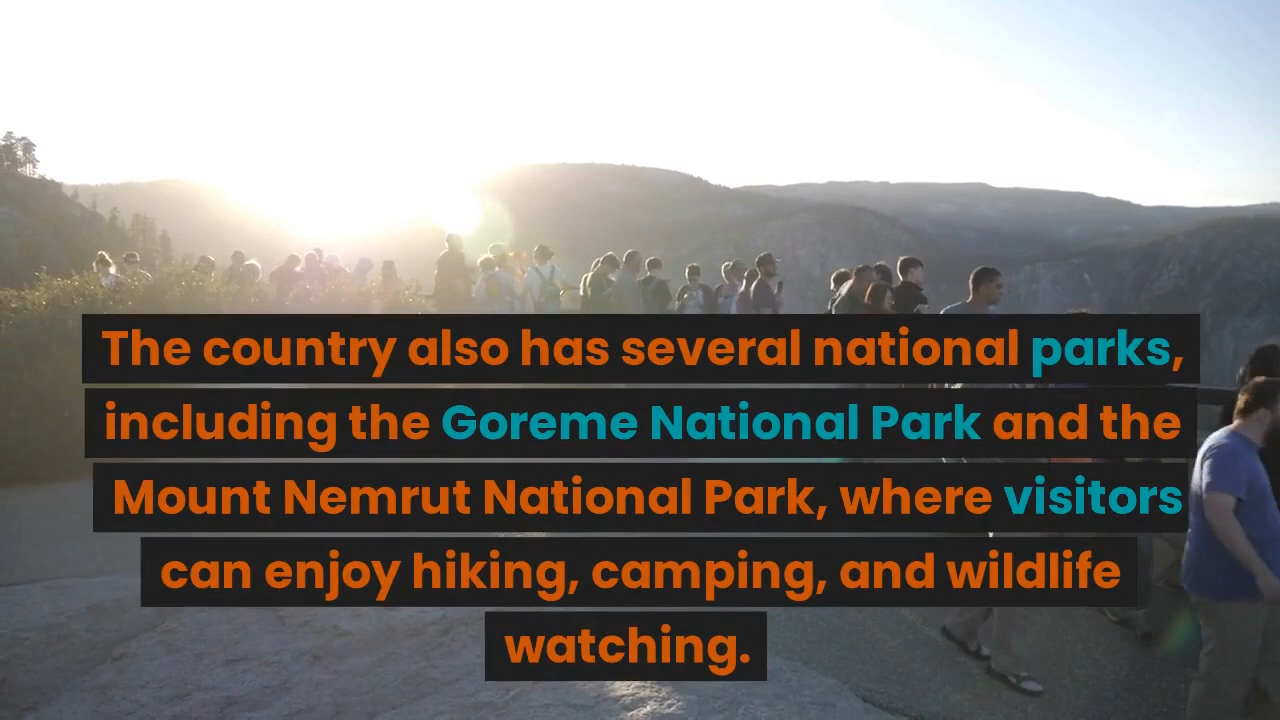 The country also has several national parks,
including the Goreme National Park and the
Mount Nemrut National Park, where visitors
can enjoy hiking, camping, and wildlife
watching.